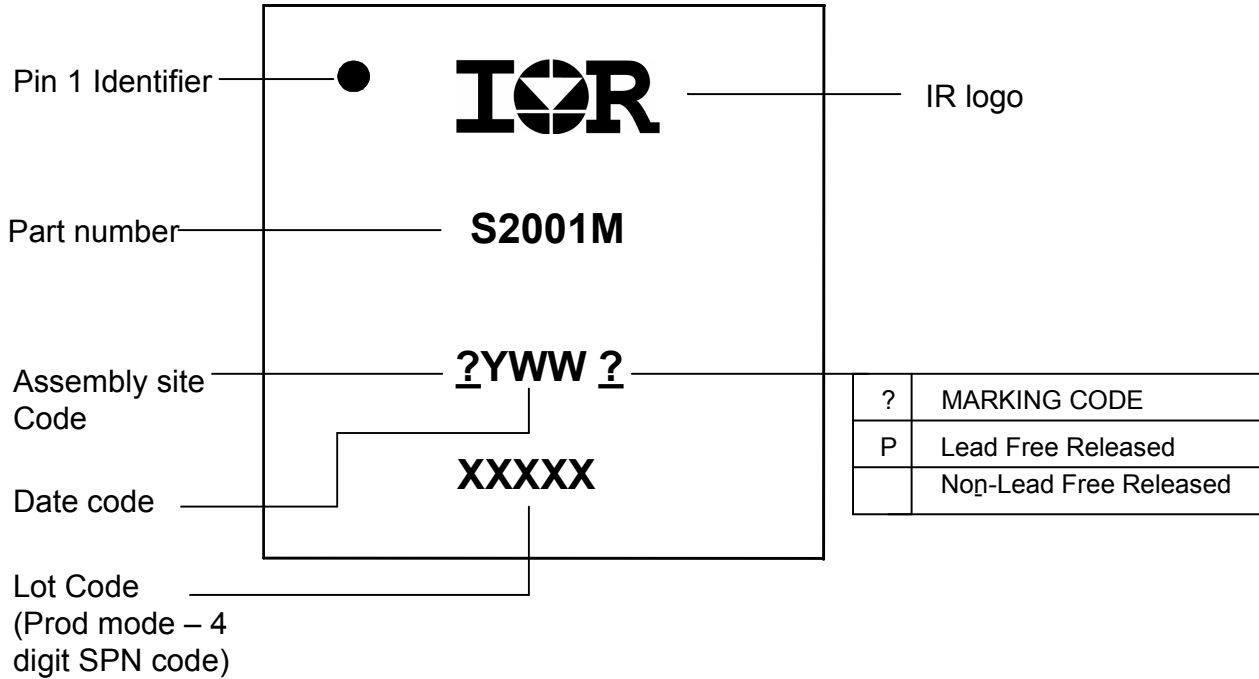 Pin 1 Identifier
IOR
IR logo
Part number
S2001M
Assembly site
Code
?YWW ?
? MARKING CODE
P Lead Free Released
Non-Lead Free Released
Date code
XXXXX
Lot Code
(Prod mode – 4
digit SPN code)